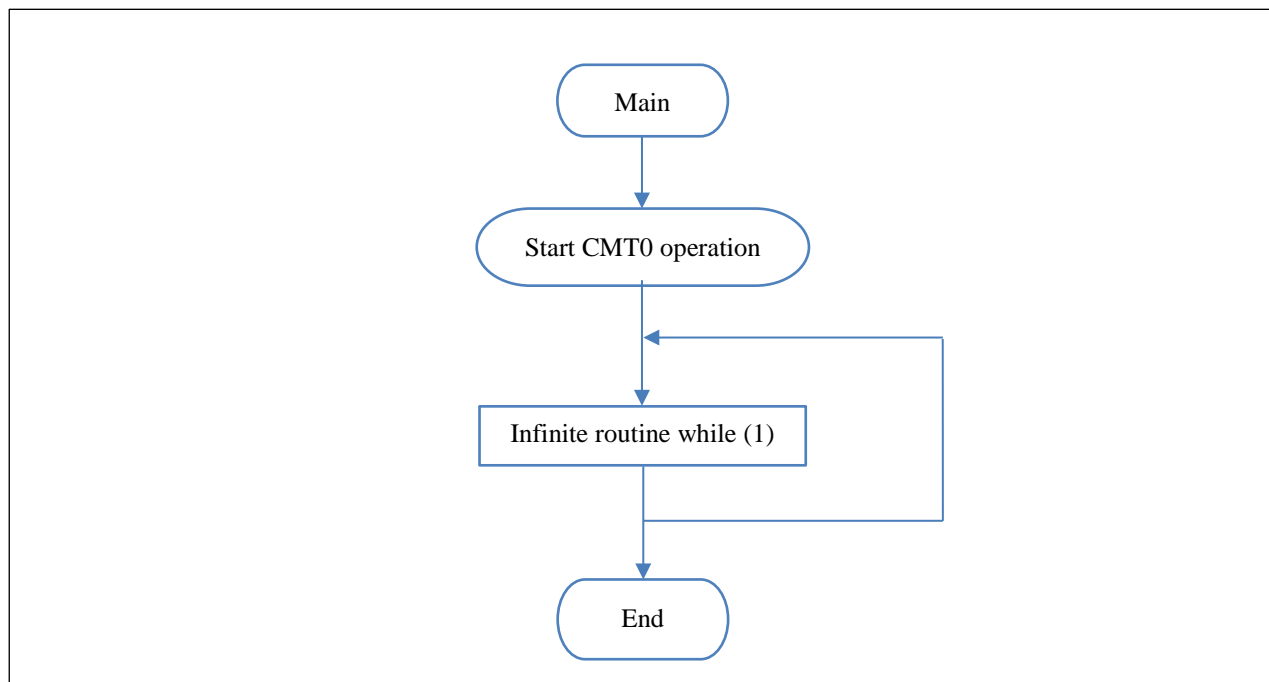 Main
Start CMT0 operation
Infinite routine while (1)
End